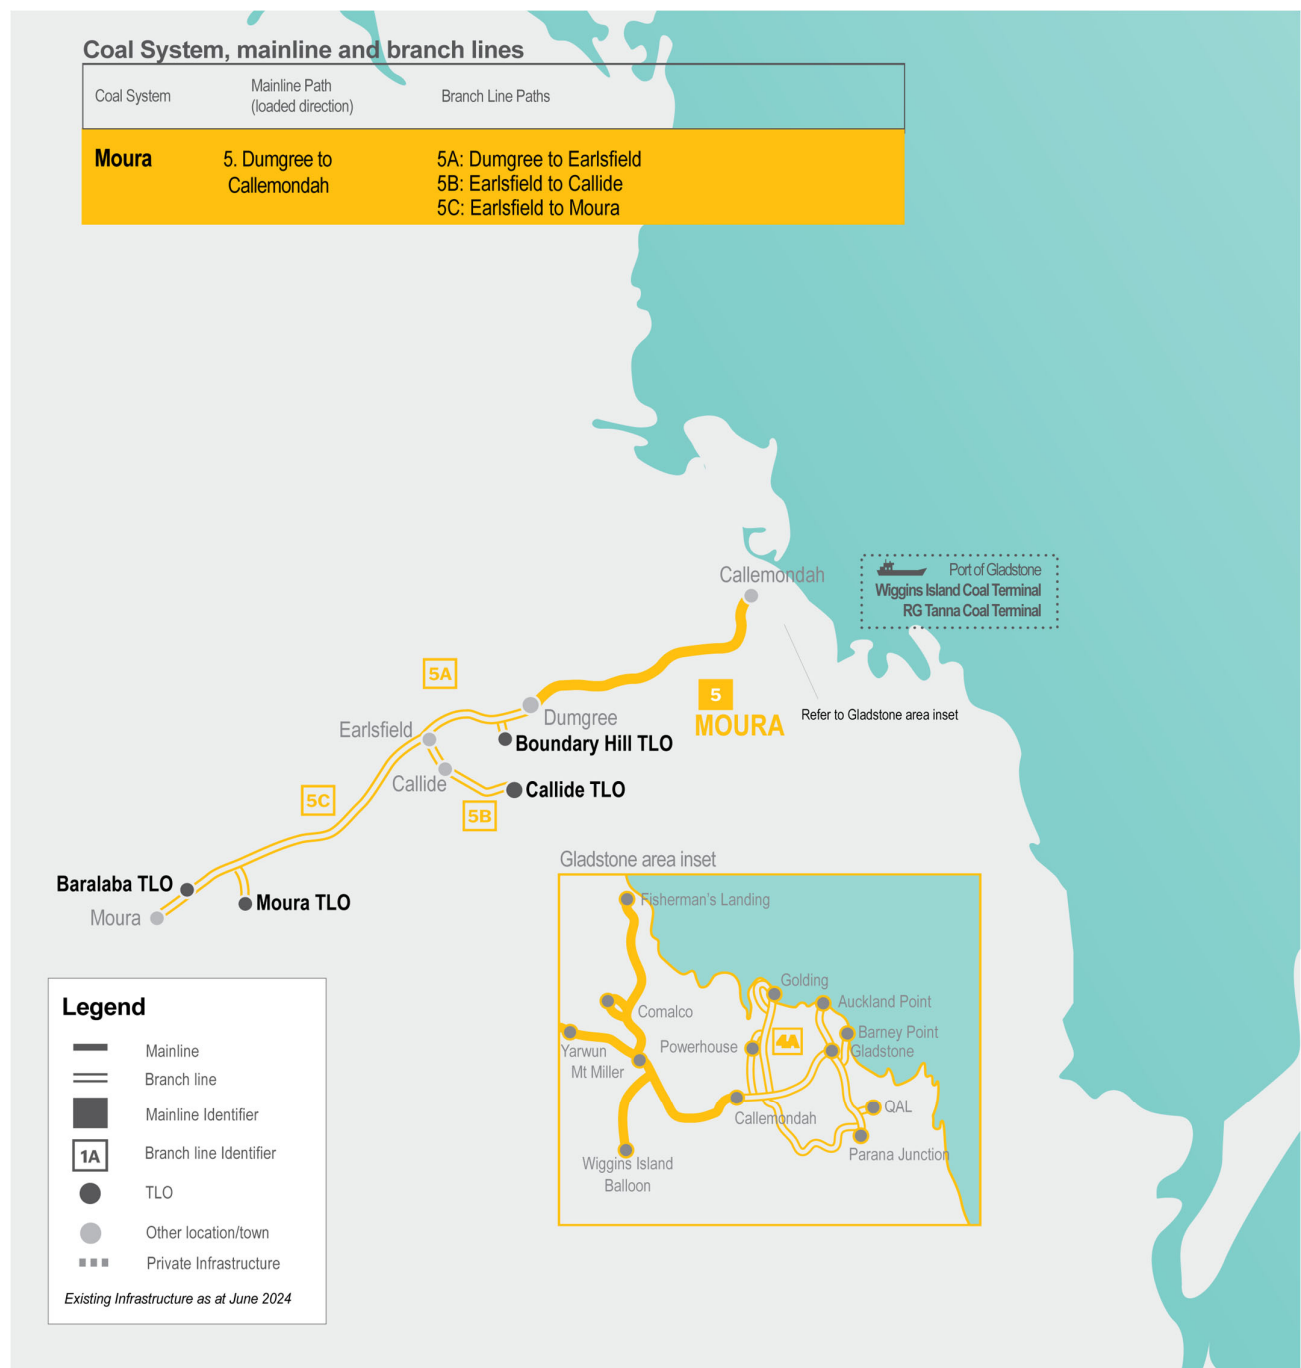 Coal System, mainline and branch lines
Coal System
Mainline Path
(loaded direction)
Branch Line Paths
Moura
5. Dumgree to
Callemondah
5A: Dumgree to Earlsfield
5B: Earlsfield to Callide
5C: Earlsfield to Moura
Callemondah
Port of Gladstone
Wiggins Island Coal Terminal
RG Tanna Coal Terminal
5A
5
MOURA
Refer to Gladstone area inset
Earlsfield
Dumgree
Boundary Hill TLO
Callide
Callide TLO
5C
5B
Baralaba TLO
Moura TLO
Moura
Gladstone area inset
Fisherman's Landing
Golding
Comalco
Auckland Point
Barney Point
Yarwun
Powerhouse
4A
Gladstone
Mt Miller
Callemondah
QAL
Parana Junction
Wiggins Island
Balloon
Legend
Mainline
Branch line
Mainline Identifier
1A
Branch line Identifier
TLO
Other location/town
Private Infrastructure
Existing Infrastructure as at June 2024